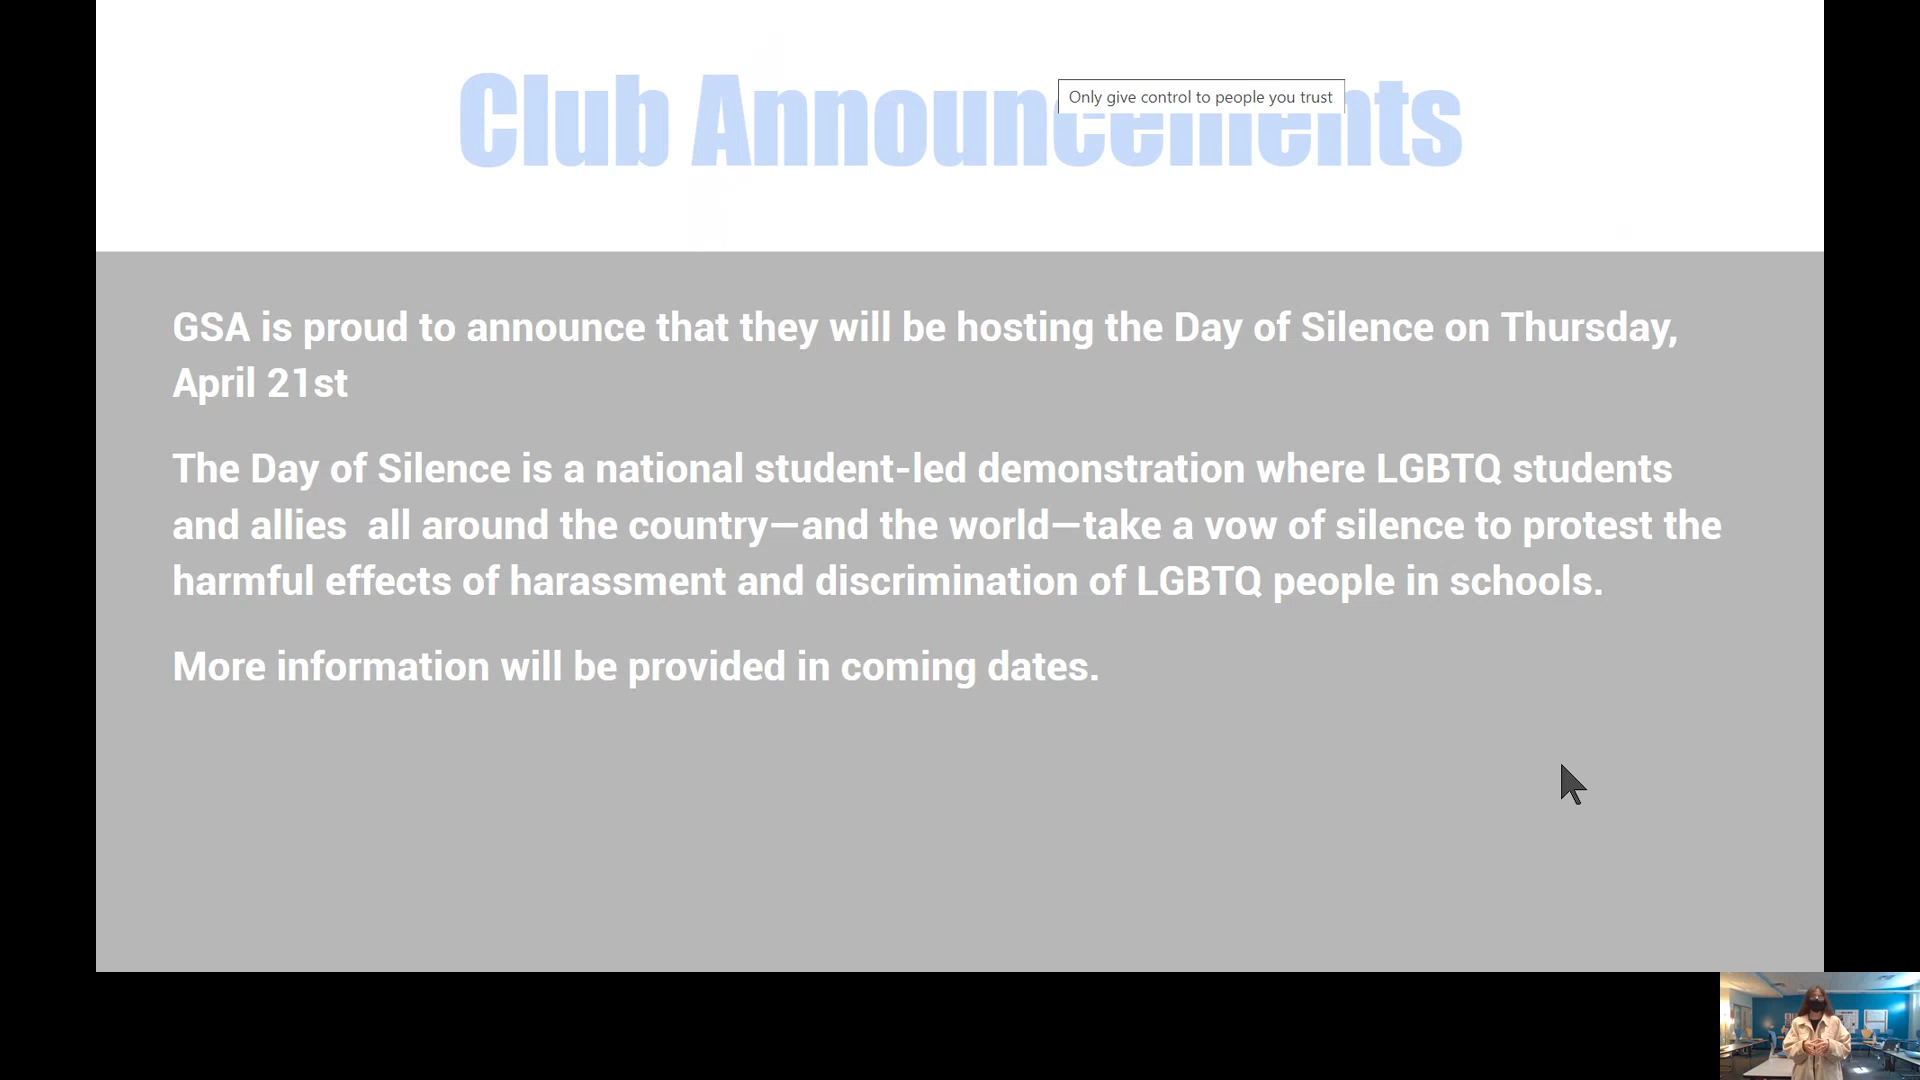 Club Announcements
Only give control to people you trust
GSA is proud to announce that they will be hosting the Day of Silence on Thursday,
April 21st
The Day of Silence is a national student-led demonstration where LGBTQ students
and allies  all around the country—and the world—take a vow of silence to protest the
harmful effects of harassment and discrimination of LGBTQ people in schools.
More information will be provided in coming dates.